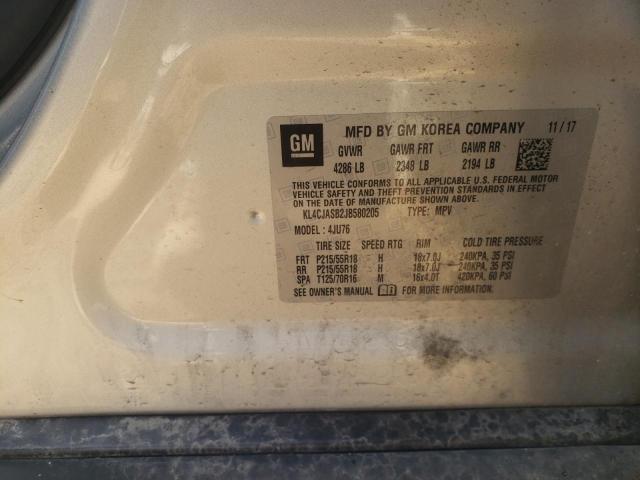 GM
MFD BY GM KOREA COMPANY 11/17
GVWR GAWR FRT GAWR RR
4286 LB 2348 LB 2194 LB
THIS VEHICLE CONFORMS TO ALL APPLICABLE U.S. FEDERAL MOTOR
VEHICLE SAFETY AND THEFT PREVENTION STANDARDS IN EFFECT ON
THE DATE OF MANUFACTURE SHOWN ABOVE.
KL4CJASB2JB580205 TYPE: MPV
MODEL : 4JU76
TIRE SIZE SPEED RTG RIM COLD TIRE PRESSURE
FRT P215/55R18 H 18x7.0J 240KPA, 35 PSI
RR P215/55R18 H 18x7.0J 240KPA, 35 PSI
SPA T125/70R16 M 16x4.0T 420KPA, 60 PSI
SEE OWNER'S MANUAL FOR MORE INFORMATION.